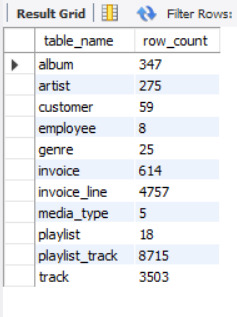 Result Grid Filter Rows:
table_name row_count
album 347
artist 275
customer 59
employee 8
genre 25
invoice 614
invoice_line 4757
media_type 5
playlist 18
playlist_track 8715
track 3503